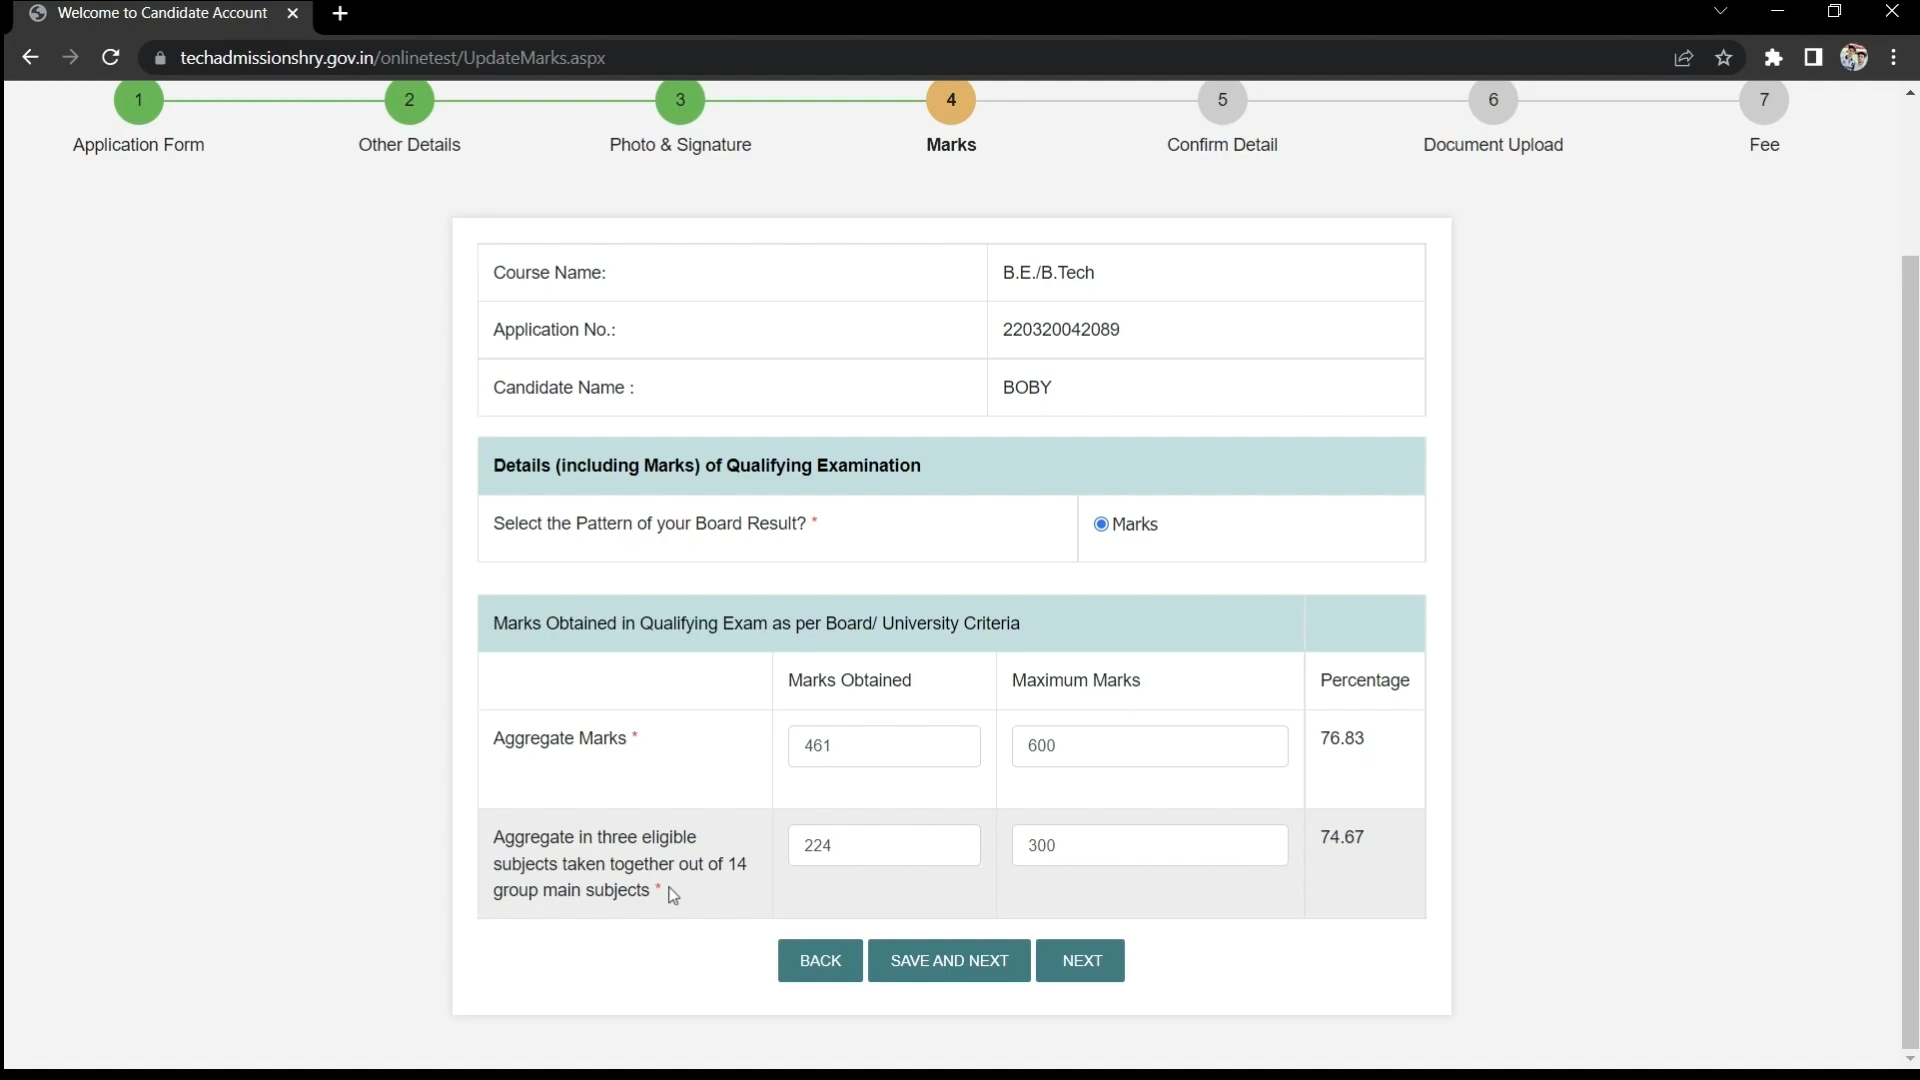 Welcome to Candidate Account
techadmissionshry.gov.in/onlinetest/UpdateMarks.aspx
1 2 3 4 5 6 7
Application Form Other Details Photo & Signature Marks Confirm Detail Document Upload Fee
Course Name: B.E./B.Tech
Application No.: 220320042089
Candidate Name : BOBY
Details (including Marks) of Qualifying Examination
Select the Pattern of your Board Result? * Marks
Marks Obtained in Qualifying Exam as per Board/ University Criteria
Marks Obtained Maximum Marks Percentage
Aggregate Marks * 461 600 76.83
Aggregate in three eligible 224 300 74.67
subjects taken together out of 14
group main subjects *
BACK SAVE AND NEXT NEXT